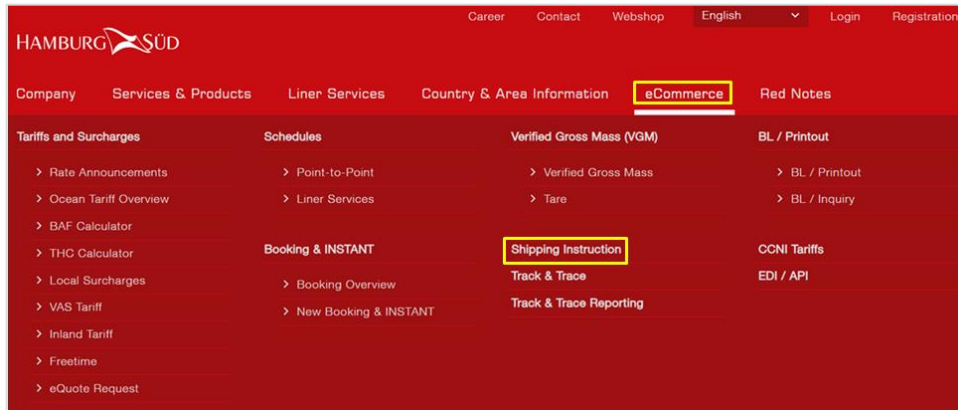 Career Contact Webshop English Login Registration
HAMBURG SÜD
Company Services & Products Liner Services Country & Area Information eCommerce Red Notes
Tariffs and Surcharges
> Rate Announcements
> Ocean Tariff Overview
> BAF Calculator
> THC Calculator
> Local Surcharges
> VAS Tariff
> Inland Tariff
> Freetime
> eQuote Request
Schedules
> Point-to-Point
> Liner Services
Booking & INSTANT
> Booking Overview
> New Booking & INSTANT
Verified Gross Mass (VGM)
> Verified Gross Mass
> Tare
Shipping Instruction
Track & Trace
Track & Trace Reporting
BL / Printout
> BL / Printout
> BL / Inquiry
CCNI Tariffs
EDI / API